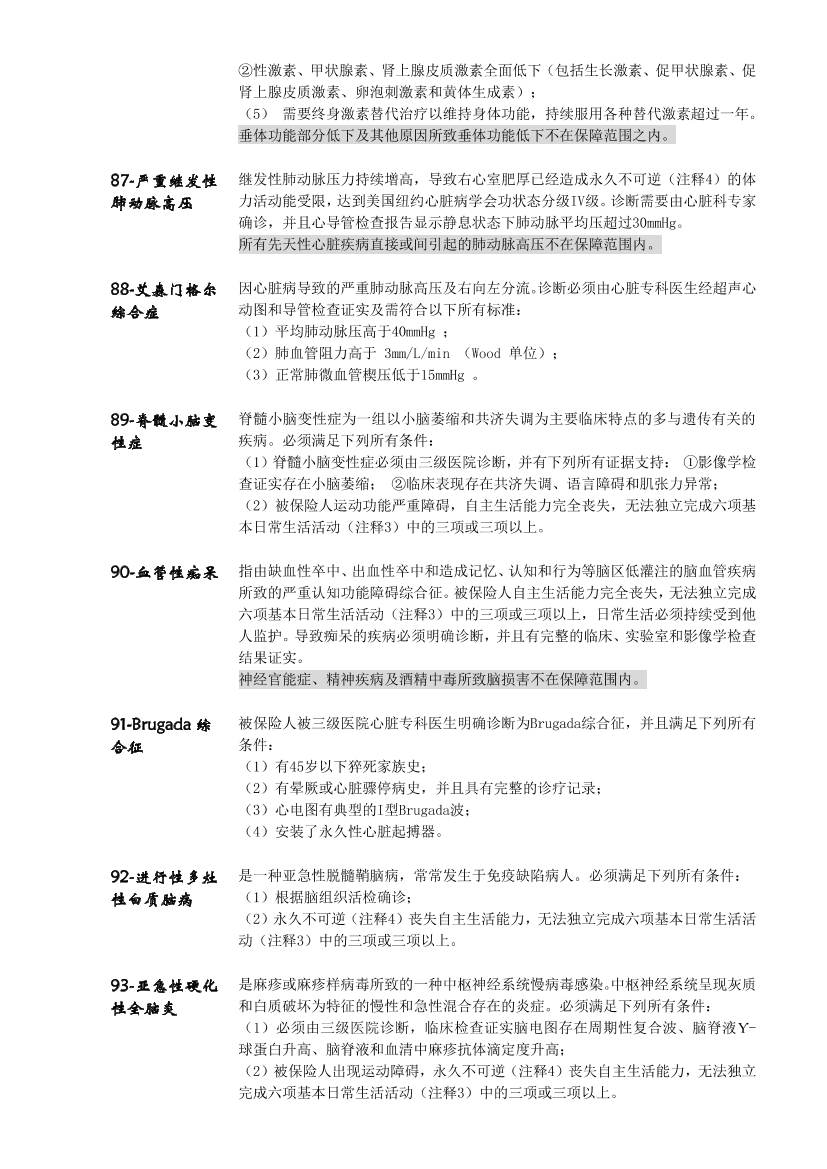 ②性激素、甲状腺素、肾上腺皮质激素全面低下（包括生长激素、促甲状腺素、促
肾上腺皮质激素、卵泡刺激素和黄体生成素）；
（5） 需要终身激素替代治疗以维持身体功能，持续服用各种替代激素超过一年。
垂体功能部分低下及其他原因所致垂体功能低下不在保障范围之内。
87-严重继发性
肺动脉高压
继发性肺动脉压力持续增高，导致右心室肥厚已经造成永久不可逆（注释4）的体
力活动能受限，达到美国纽约心脏病学会功状态分级IV级。诊断需要由心脏科专家
确诊，并且心导管检查报告显示静息状态下肺动脉平均压超过30mmHg。
所有先天性心脏疾病直接或间引起的肺动脉高压不在保障范围内。
88-艾森门格尔
综合症
因心脏病导致的严重肺动脉高压及右向左分流。诊断必须由心脏专科医生经超声心
动图和导管检查证实及需符合以下所有标准：
（1）平均肺动脉压高于40mmHg ；
（2）肺血管阻力高于 3mm/L/min （Wood 单位）；
（3）正常肺微血管楔压低于15mmHg 。
89-脊髓小脑变
性症
脊髓小脑变性症为一组以小脑萎缩和共济失调为主要临床特点的多与遗传有关的
疾病。必须满足下列所有条件：
（1）脊髓小脑变性症必须由三级医院诊断，并有下列所有证据支持： ①影像学检
查证实存在小脑萎缩； ②临床表现存在共济失调、语言障碍和肌张力异常；
（2）被保险人运动功能严重障碍，自主生活能力完全丧失，无法独立完成六项基
本日常生活活动（注释3）中的三项或三项以上。
90-血管性痴呆
指由缺血性卒中、出血性卒中和造成记忆、认知和行为等脑区低灌注的脑血管疾病
所致的严重认知功能障碍综合征。被保险人自主生活能力完全丧失，无法独立完成
六项基本日常生活活动（注释3）中的三项或三项以上，日常生活必须持续受到他
人监护。导致痴呆的疾病必须明确诊断，并且有完整的临床、实验室和影像学检查
结果证实。
神经官能症、精神疾病及酒精中毒所致脑损害不在保障范围内。
91-Brugada 综
合征
被保险人被三级医院心脏专科医生明确诊断为Brugada综合征，并且满足下列所有
条件：
（1）有45岁以下猝死家族史；
（2）有晕厥或心脏骤停病史，并且具有完整的诊疗记录；
（3）心电图有典型的I型Brugada波；
（4）安装了永久性心脏起搏器。
92-进行性多灶
性白质脑病
是一种亚急性脱髓鞘脑病，常常发生于免疫缺陷病人。必须满足下列所有条件：
（1）根据脑组织活检确诊；
（2）永久不可逆（注释4）丧失自主生活能力，无法独立完成六项基本日常生活活
动（注释3）中的三项或三项以上。
93-亚急性硬化
性全脑炎
是麻疹或麻疹样病毒所致的一种中枢神经系统慢病毒感染。中枢神经系统呈现灰质
和白质破坏为特征的慢性和急性混合存在的炎症。必须满足下列所有条件：
（1）必须由三级医院诊断，临床检查证实脑电图存在周期性复合波、脑脊液Υ-
球蛋白升高、脑脊液和血清中麻疹抗体滴定度升高；
（2）被保险人出现运动障碍，永久不可逆（注释4）丧失自主生活能力，无法独立
完成六项基本日常生活活动（注释3）中的三项或三项以上。